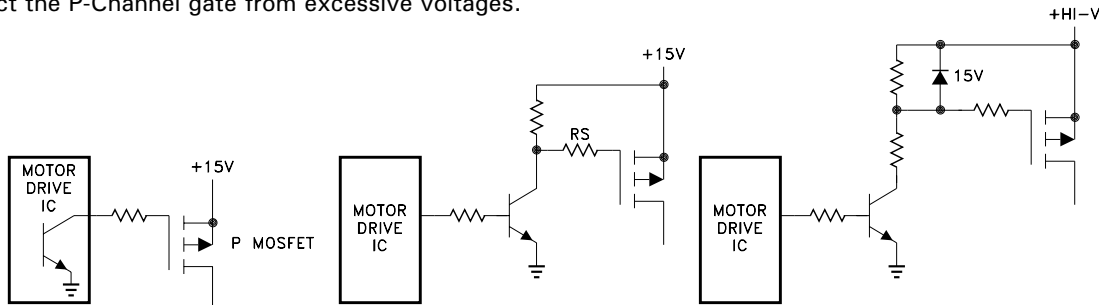 ct the P-Channel gate from excessive voltages.
+HI-V
+15V
15V
RS
MOTOR
DRIVE
IC
+15V
P MOSFET
MOTOR
DRIVE
IC
MOTOR
DRIVE
IC